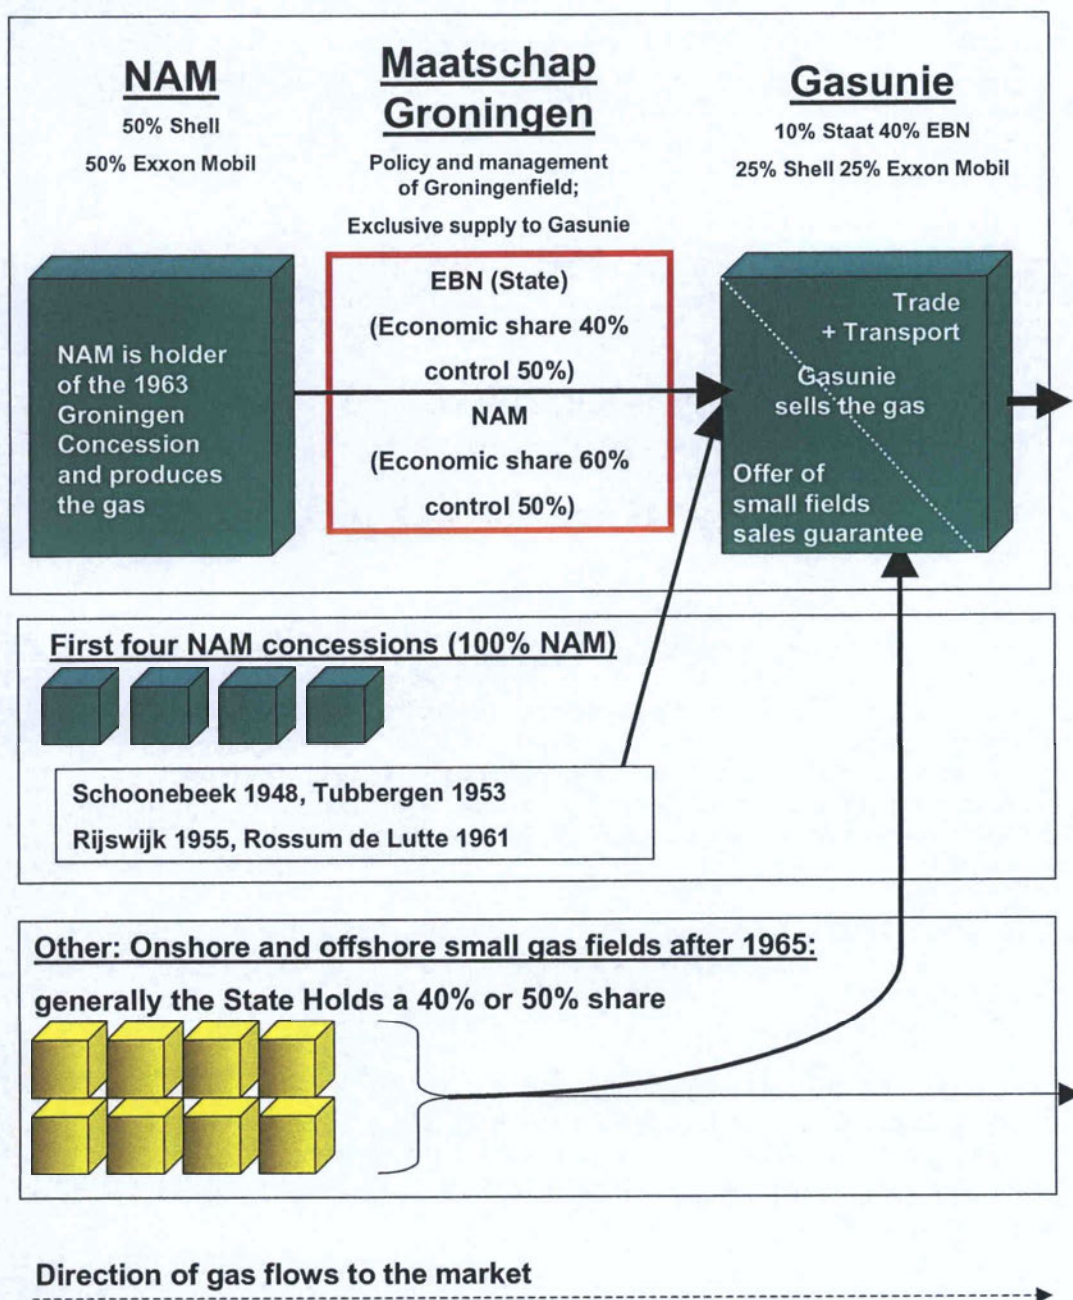 NAM
50% Shell
50% Exxon Mobil
Maatschap
Groningen
Policy and management
of Groningenfield;
Exclusive supply to Gasunie
Gasunie
10% Staat 40% EBN
25% Shell 25% Exxon Mobil
NAM is holder
of the 1963
Groningen
Concession
and produces
the gas
EBN (State)
(Economic share 40%
control 50%)
NAM
(Economic share 60%
control 50%)
Trade
+ Transport
Gasunie
sells the gas
Offer of
small fields
sales guarantee
First four NAM concessions (100% NAM)
Schoonebeek 1948, Tubbergen 1953
Rijswijk 1955, Rossum de Lutte 1961
Other: Onshore and offshore small gas fields after 1965:
generally the State Holds a 40% or 50% share
Direction of gas flows to the market